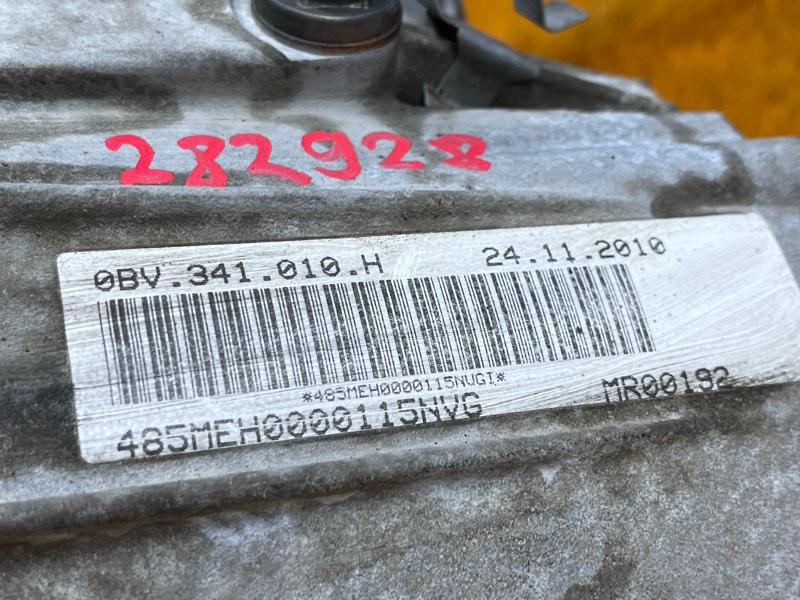 282928
0BV.341.010.H 24.11.2010
*485MEH0000115NVGI*
485MEH0000115NVG MR00192